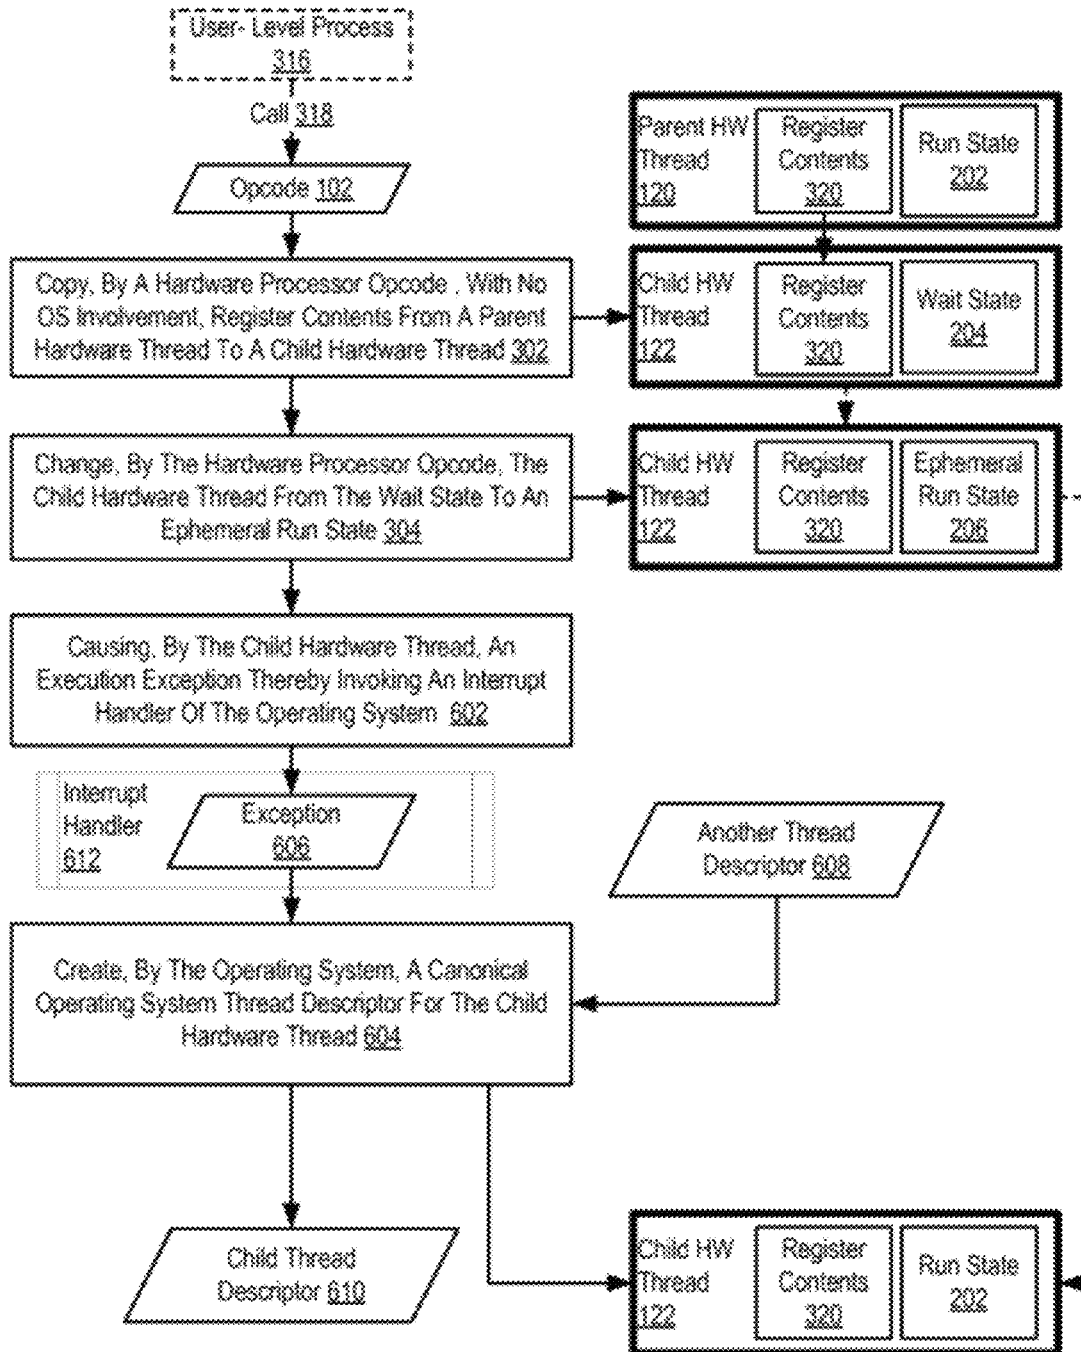 User- Level Process
316
Call 318
Opcode 102
Parent HW
Thread
120
Register
Contents
320
Run State
202
Copy, By A Hardware Processor Opcode , With No
OS Involvement, Register Contents From A Parent
Hardware Thread To A Child Hardware Thread 302
Child HW
Thread
122
Register
Contents
320
Wait State
204
Change, By The Hardware Processor Opcode, The
Child Hardware Thread From The Wait State To An
Ephemeral Run State 304
Child HW
Thread
122
Register
Contents
320
Ephemeral
Run State
206
Causing, By The Child Hardware Thread, An
Execution Exception Thereby Invoking An Interrupt
Handler Of The Operating System 602
Interrupt
Handler
612
Exception
606
Another Thread
Descriptor 608
Create, By The Operating System, A Canonical
Operating System Thread Descriptor For The Child
Hardware Thread 604
Child Thread
Descriptor 610
Child HW
Thread
122
Register
Contents
320
Run State
202